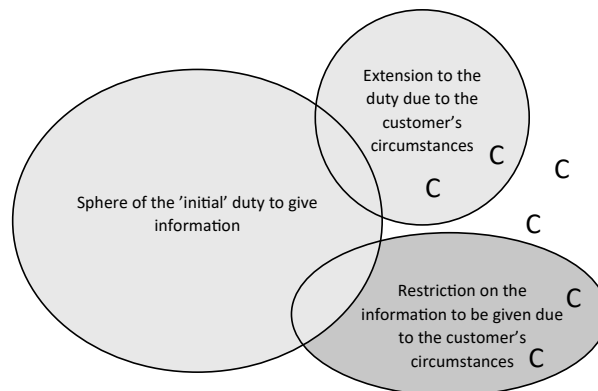 Extension to the
duty due to the
customer's
circumstances
C
C
C
Sphere of the 'initial' duty to give
information
C
Restriction on the
information to be given due
to the customer's
circumstances
C
C